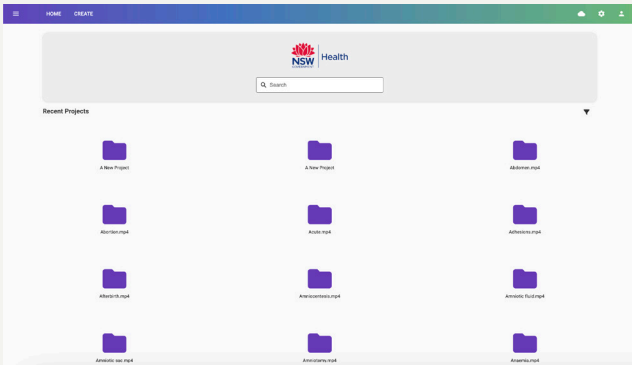 HOME CREATE
NSW
GOVERNMENT
Health
Search
Recent Projects
A New Project A New Project Abdomen.mp4
Abortion.mp4 Acute.mp4 Adhesions.mp4
Afterbirth.mp4 Amniocentesis.mp4 Amniotic fluid.mp4
Amniotic sac.mp4 Amniotomy.mp4 Anaemia.mp4